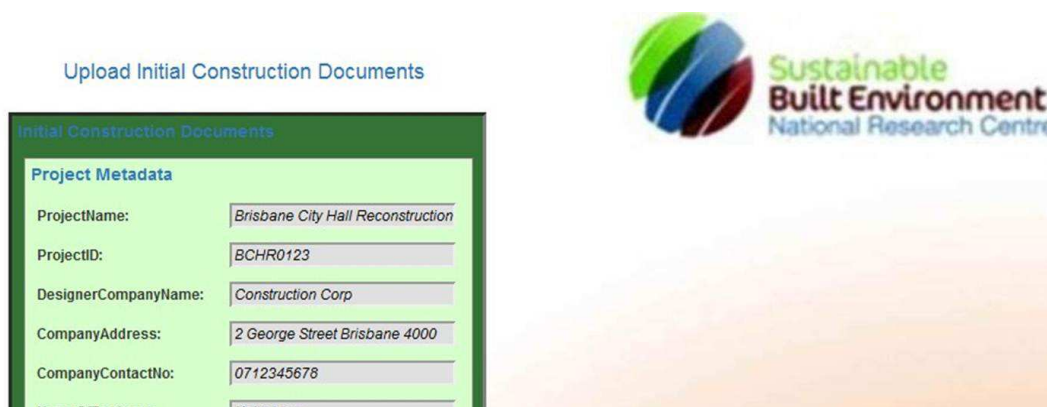 Upload Initial Construction Documents
Sustainable
Built Environment
National Research Centre
Initial Construction Documents
Project Metadata
ProjectName: Brisbane City Hall Reconstruction
ProjectID: BCHR0123
DesignerCompanyName: Construction Corp
CompanyAddress: 2 George Street Brisbane 4000
CompanyContactNo: 0712345678